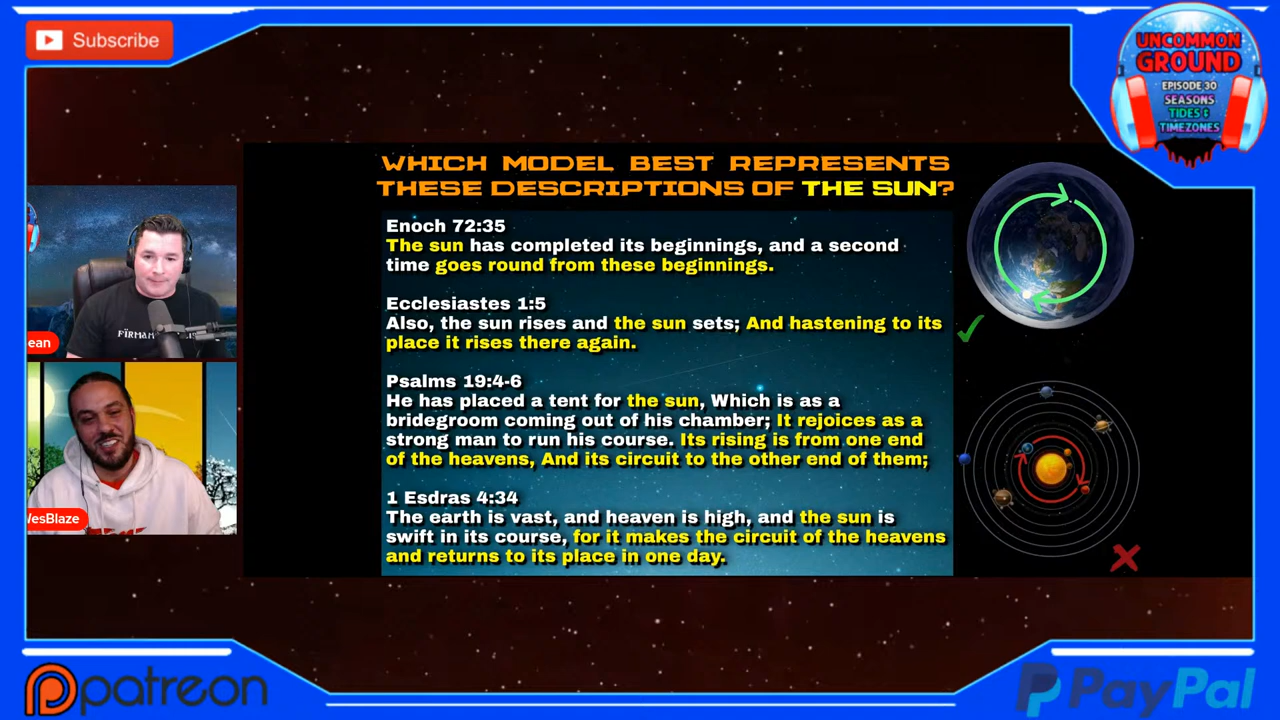 Subscribe
UNCOMMON
GROUND
EPISODE 30
SEASONS
TIDES &
TIMEZONES
WHICH MODEL BEST REPRESENTS
THESE DESCRIPTIONS OF THE SUN?
Enoch 72:35
The sun has completed its beginnings, and a second
time goes round from these beginnings.
Ecclesiastes 1:5
Also, the sun rises and the sun sets; And hastening to its
place it rises there again.
Psalms 19:4-6
He has placed a tent for the sun, Which is as a
bridegroom coming out of his chamber; It rejoices as a
strong man to run his course. Its rising is from one end
of the heavens, And its circuit to the other end of them;
1 Esdras 4:34
The earth is vast, and heaven is high, and the sun is
swift in its course, for it makes the circuit of the heavens
and returns to its place in one day.
FIRMAM
ean
WesBlaze
patreon
PayPal